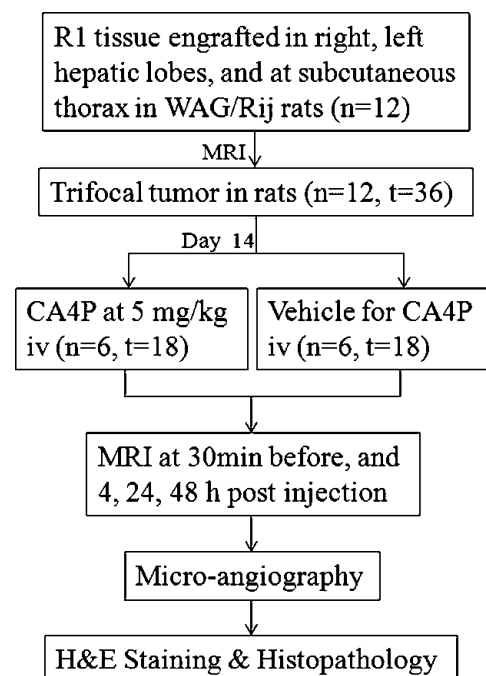 R1 tissue engrafted in right, left
hepatic lobes, and at subcutaneous
thorax in WAG/Rij rats (n=12)
MRI
Trifocal tumor in rats (n=12, t=36)
Day 14
CA4P at 5 mg/kg
iv (n=6, t=18)
Vehicle for CA4P
iv (n=6, t=18)
MRI at 30min before, and
4, 24, 48 h post injection
Micro-angiography
H&E Staining & Histopathology